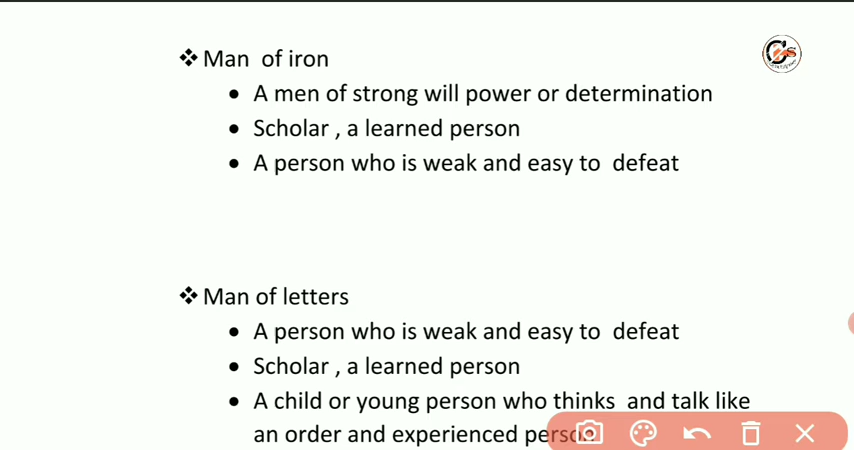 ❖ Man of iron
• A men of strong will power or determination
• Scholar , a learned person
• A person who is weak and easy to defeat
❖ Man of letters
• A person who is weak and easy to defeat
• Scholar , a learned person
• A child or young person who thinks and talk like
an order and experienced person